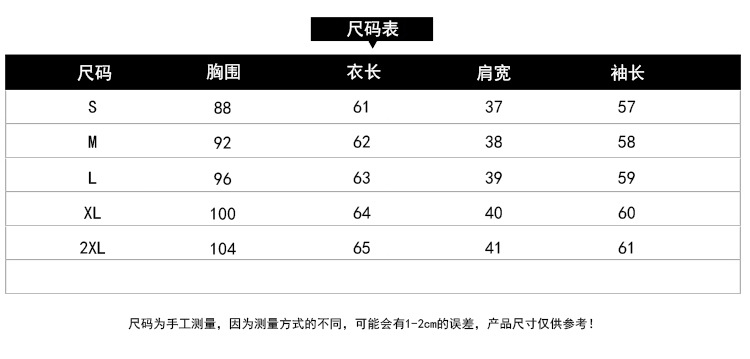 尺码表
尺码 胸围 衣长 肩宽 袖长
S 88 61 37 57
M 92 62 38 58
L 96 63 39 59
XL 100 64 40 60
2XL 104 65 41 61
尺码为手工测量，因为测量方式的不同，可能会有1-2cm的误差，产品尺寸仅供参考！